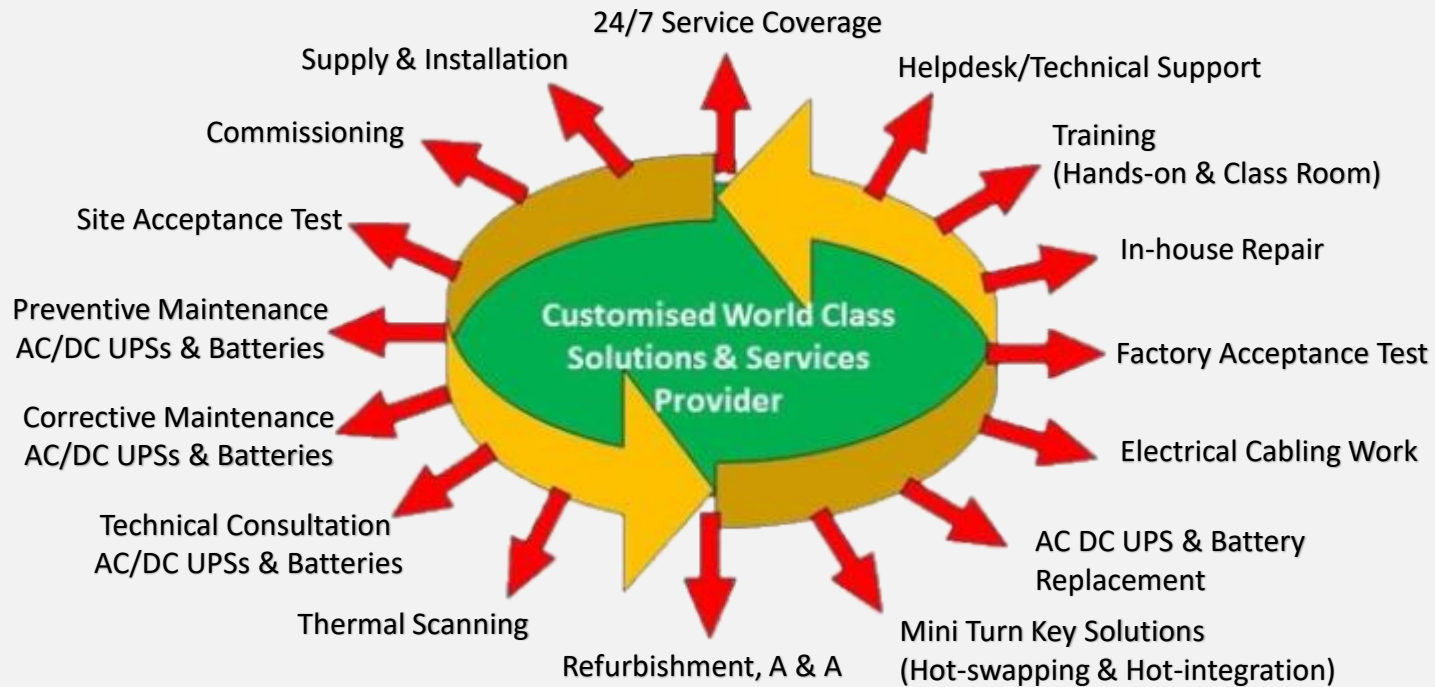 24/7 Service Coverage
Supply & Installation
Helpdesk/Technical Support
Commissioning
Training
(Hands-on & Class Room)
Site Acceptance Test
In-house Repair
Preventive Maintenance
AC/DC UPSs & Batteries
Customised World Class
Solutions & Services
Provider
Factory Acceptance Test
Corrective Maintenance
AC/DC UPSs & Batteries
Electrical Cabling Work
Technical Consultation
AC/DC UPSs & Batteries
AC DC UPS & Battery
Replacement
Thermal Scanning
Mini Turn Key Solutions
(Hot-swapping & Hot-integration)
Refurbishment, A & A